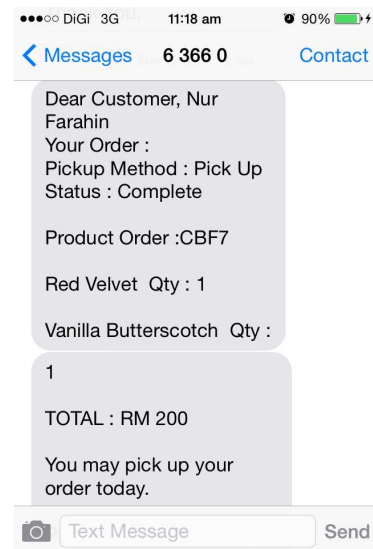 DiGi 3G 11:18 am 90%
Messages 6 366 0 Contact
Dear Customer, Nur
Farahin
Your Order :
Pickup Method : Pick Up
Status : Complete
Product Order :CBF7
Red Velvet Qty : 1
Vanilla Butterscotch Qty :
1
TOTAL : RM 200
You may pick up your
order today.
Text Message Send